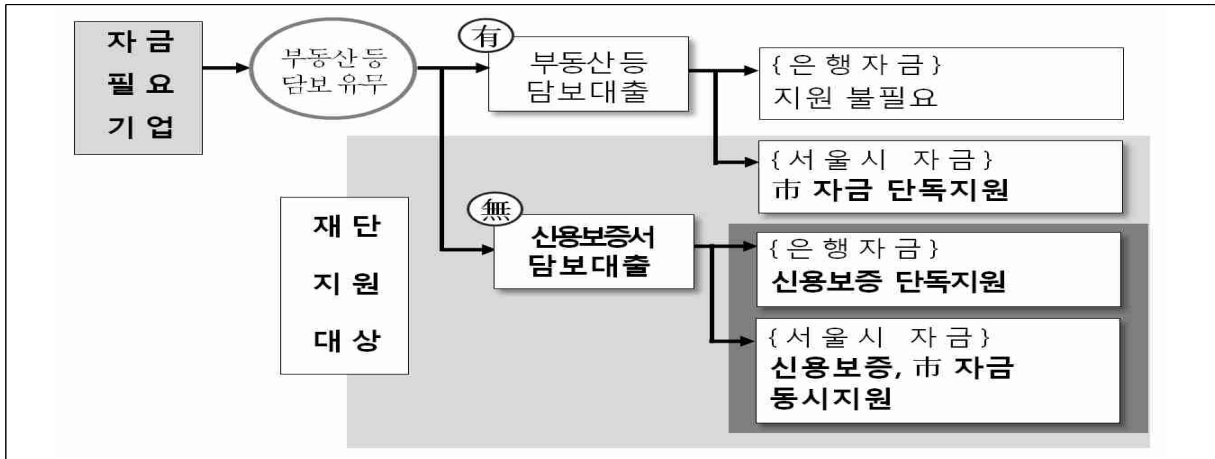 자금
필요
기업
부동산 등
담보 유무
有
부동산 등
담보대출
{은행자금}
지원 불필요
{서울시 자금}
市 자금 단독지원
재단
지원
대상
無
신용보증서
담보대출
{은행자금}
신용보증 단독지원
{서울시 자금}
신용보증, 市 자금
동시지원